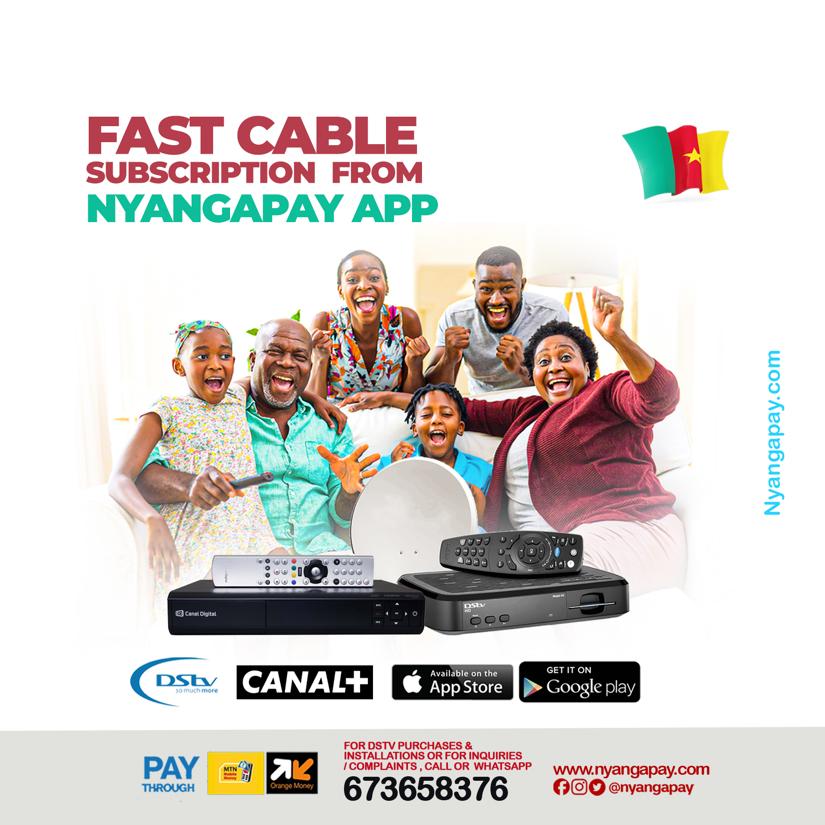 FAST CABLE
SUBSCRIPTION FROM
NYANGAPAY APP
Nyangapay.com
Canal Digital
DStv
HD
DStv
so much more
CANAL+
Available on the
App Store
GET IT ON
Google play
PAY
THROUGH
MTN
Mobile
Money
Orange Money
FOR DSTV PURCHASES &
INSTALLATIONS OR FOR INQUIRIES
/ COMPLAINTS , CALL OR WHATSAPP
673658376
www.nyangapay.com
@nyangapay